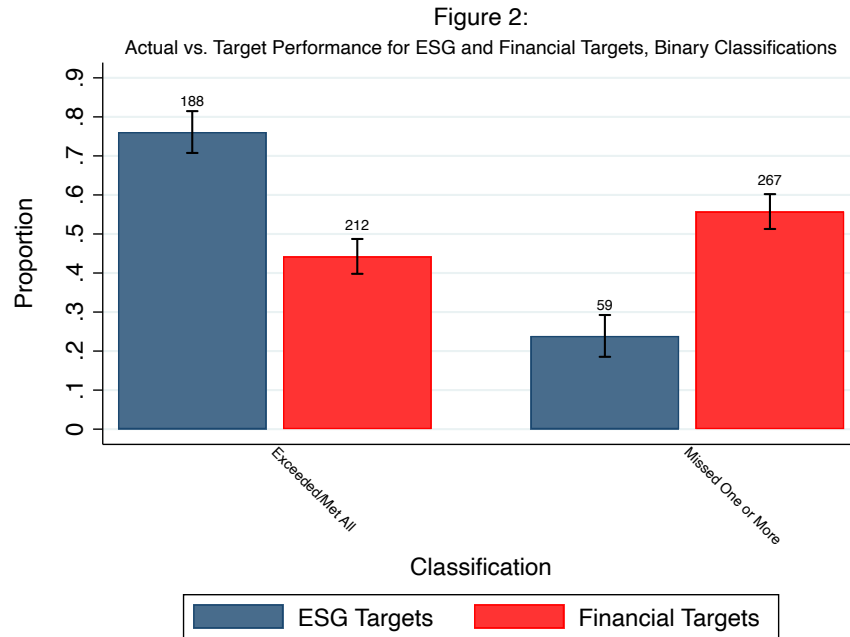 Figure 2:
Actual vs. Target Performance for ESG and Financial Targets, Binary Classifications
Proportion
.9
.8
.7
.6
.5
.4
.3
.2
.1
0
188
212
59
267
Exceeded/Met All
Missed One or More
Classification
ESG Targets
Financial Targets